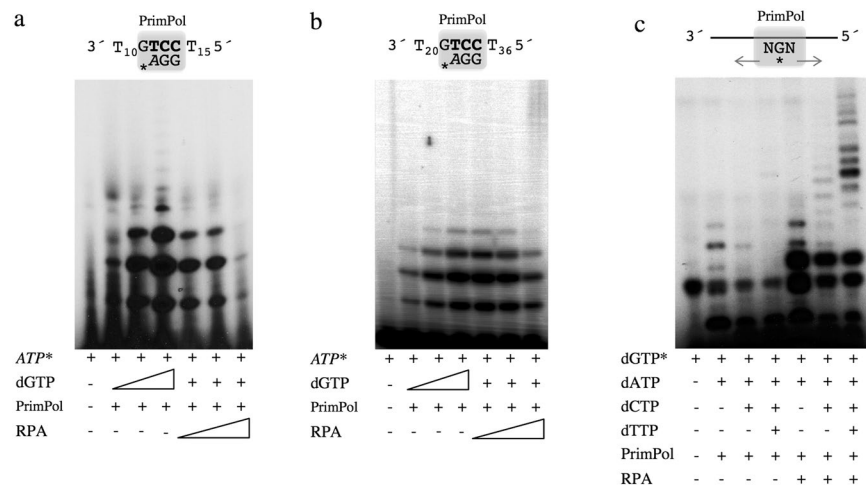 a
PrimPol
3´ T10GTCC T15 5´
*AGG
ATP* + + + + + + +
dGTP - + + +
PrimPol + + + + + +
RPA - - - -
b
PrimPol
3´ T20GTCC T36 5´
*AGG
ATP* + + + + + + +
dGTP - + + +
PrimPol + + + + + +
RPA - - - -
c
PrimPol
3´ 5´
NGN
*
dGTP* + + + + + + +
dATP - + + + + + +
dCTP - - + + - + +
dTTP - - - + - - +
PrimPol - + + + + + +
RPA - - - - + + +